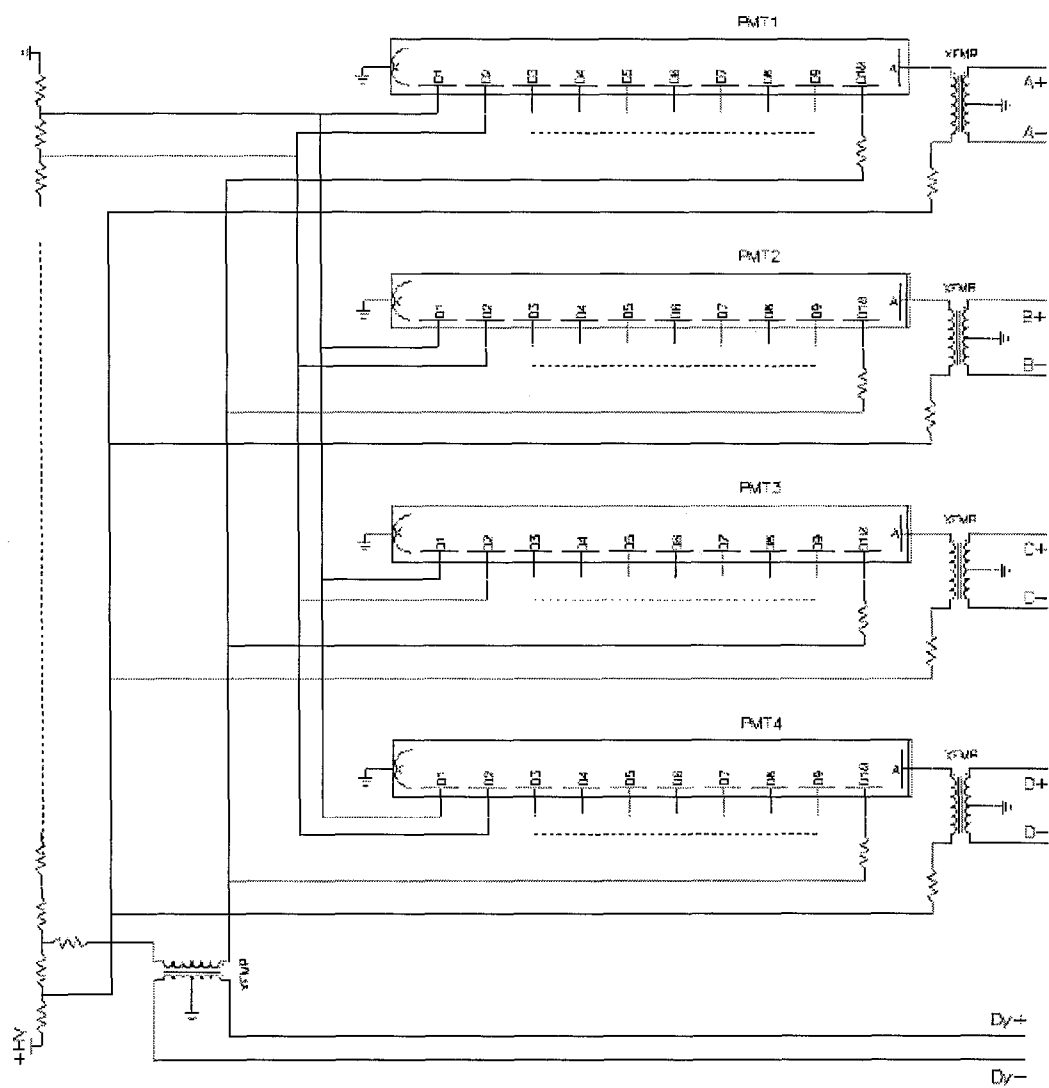 PMT1
D1 D2 D3 D4 D5 D6 D7 D8 D9 D10 A
XFMR
A+
A-
PMT2
D1 D2 D3 D4 D5 D6 D7 D8 D9 D10 A
XFMR
B+
B-
PMT3
D1 D2 D3 D4 D5 D6 D7 D8 D9 D10 A
XFMR
C+
D-
PMT4
D1 D2 D3 D4 D5 D6 D7 D8 D9 D10 A
XFMR
D+
D-
XFMR
+HV
Dy+
Dy-